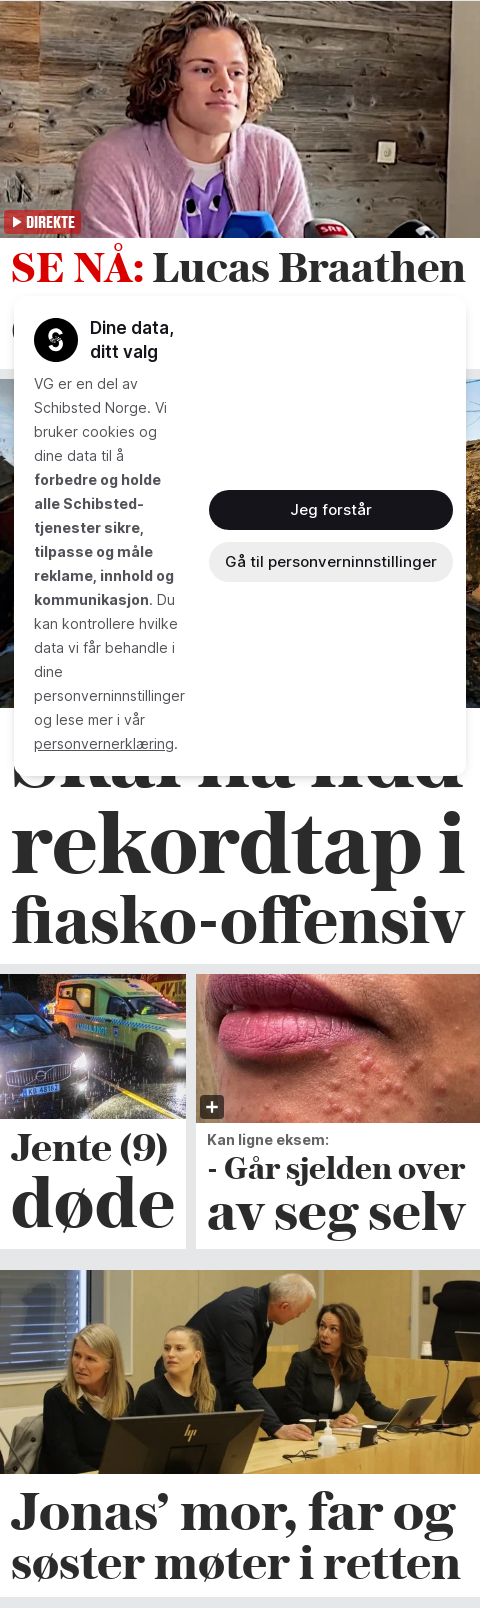 SRF
DIREKTE
SE NÅ: Lucas Braathen
Dine data,
ditt valg
VG er en del av
Schibsted Norge. Vi
bruker cookies og
dine data til å
forbedre og holde
alle Schibsted-
tjenester sikre,
tilpasse og måle
reklame, innhold og
kommunikasjon. Du
kan kontrollere hvilke
data vi får behandle i
dine
personverninnstillinger
og lese mer i vår
personvernerklæring.
Jeg forstår
Gå til personverninnstillinger
rekordtap i
fiasko-offensiv
AMBULANSE
Jente (9)
døde
Kan ligne eksem:
- Går sjelden over
av seg selv
hp
Jonas’ mor, far og
søster møter i retten